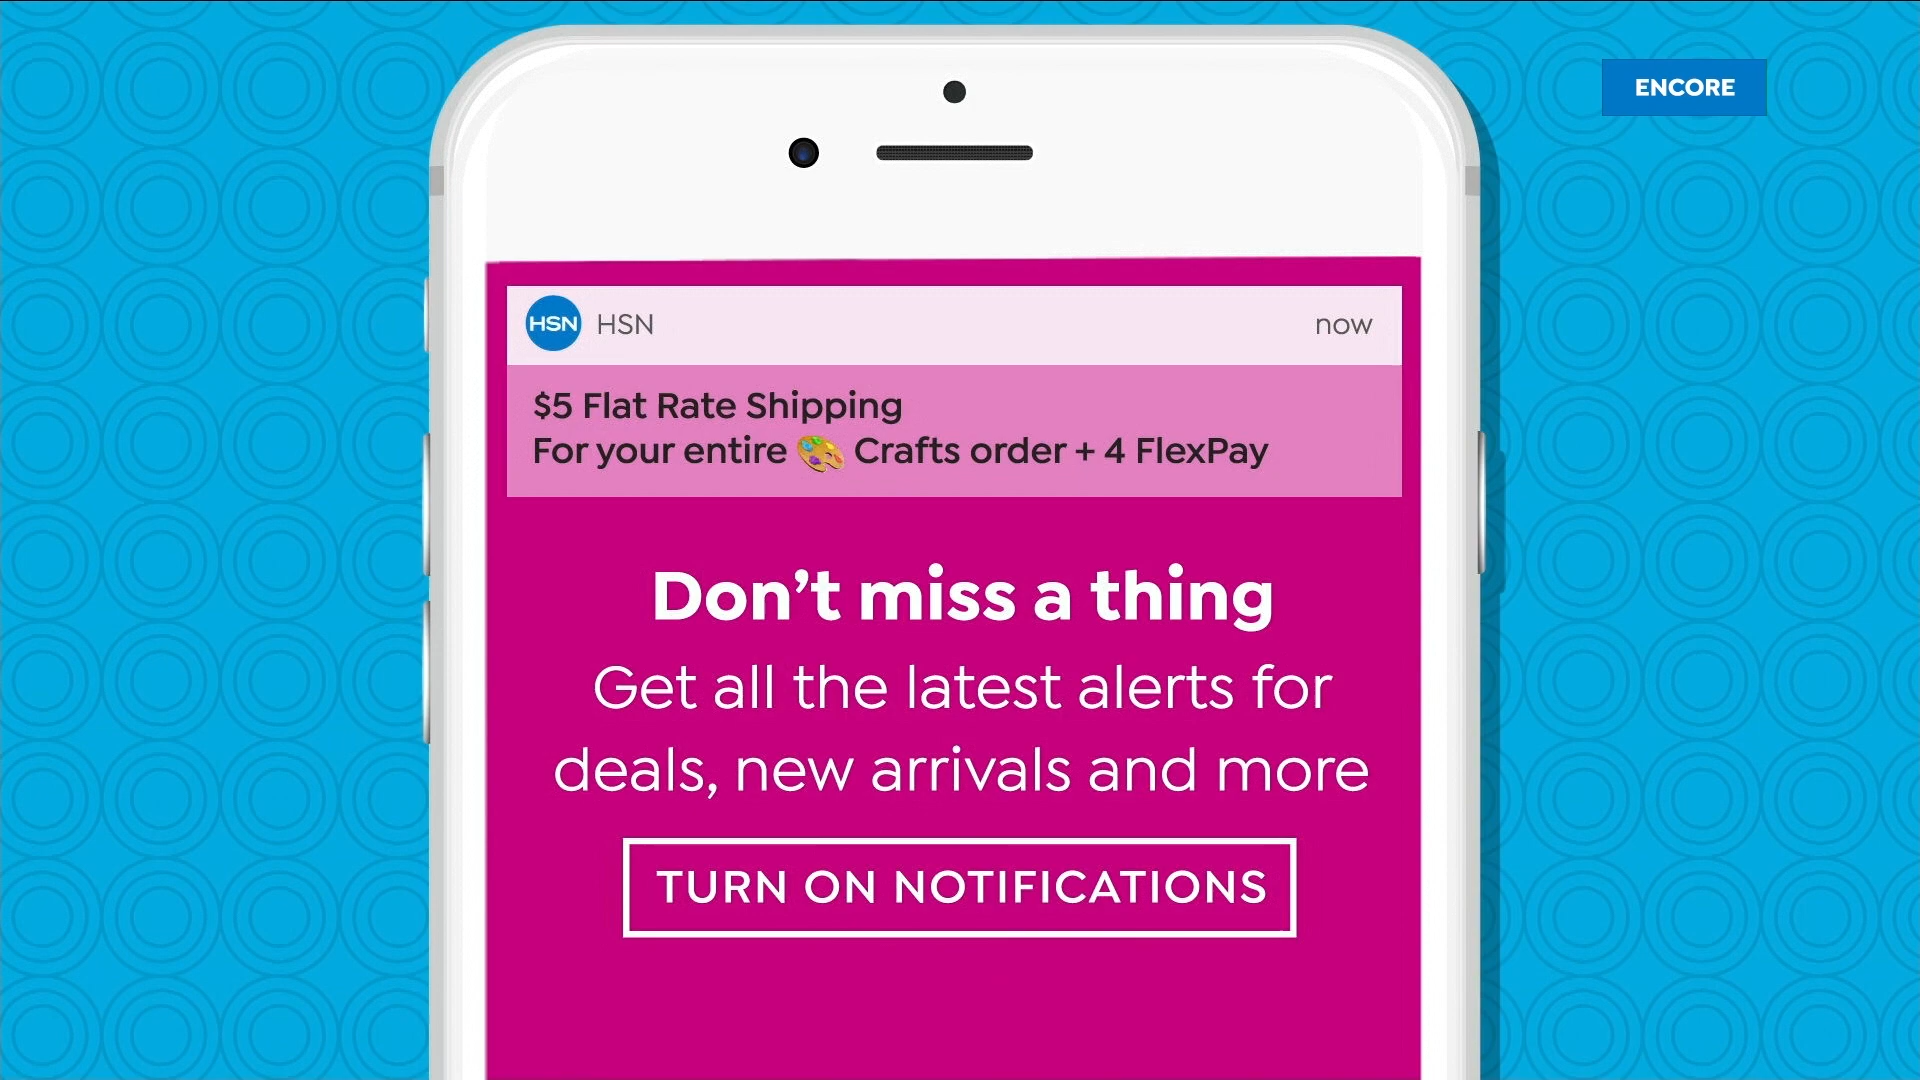 ENCORE
HSN HSN now
$5 Flat Rate Shipping
For your entire 🎨 Crafts order + 4 FlexPay
Don't miss a thing
Get all the latest alerts for
deals, new arrivals and more
TURN ON NOTIFICATIONS